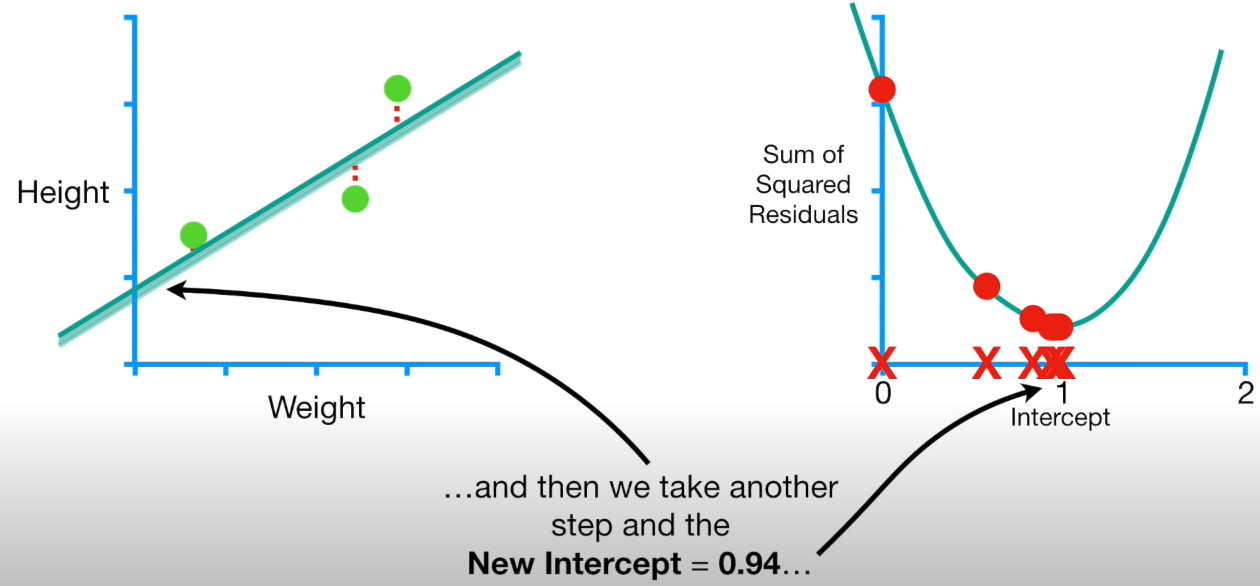 Height
Weight
Sum of
Squared
Residuals
X X X X X X
0 1 2
Intercept
…and then we take another
step and the
New Intercept = 0.94…